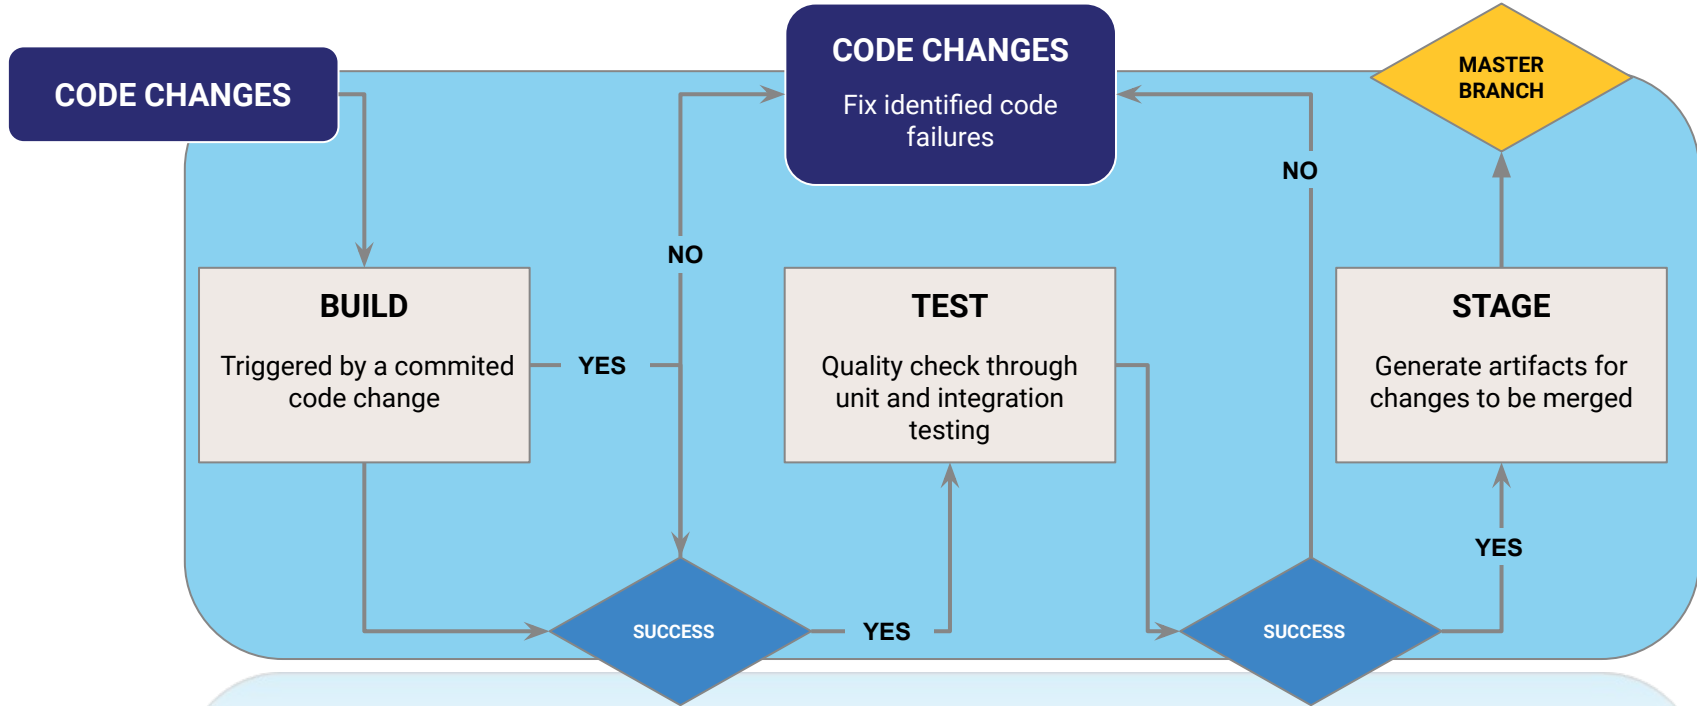 CODE CHANGES
CODE CHANGES
Fix identified code
failures
MASTER
BRANCH
NO
NO
BUILD
Triggered by a commited
code change
YES
TEST
Quality check through
unit and integration
testing
STAGE
Generate artifacts for
changes to be merged
YES
SUCCESS
YES
SUCCESS